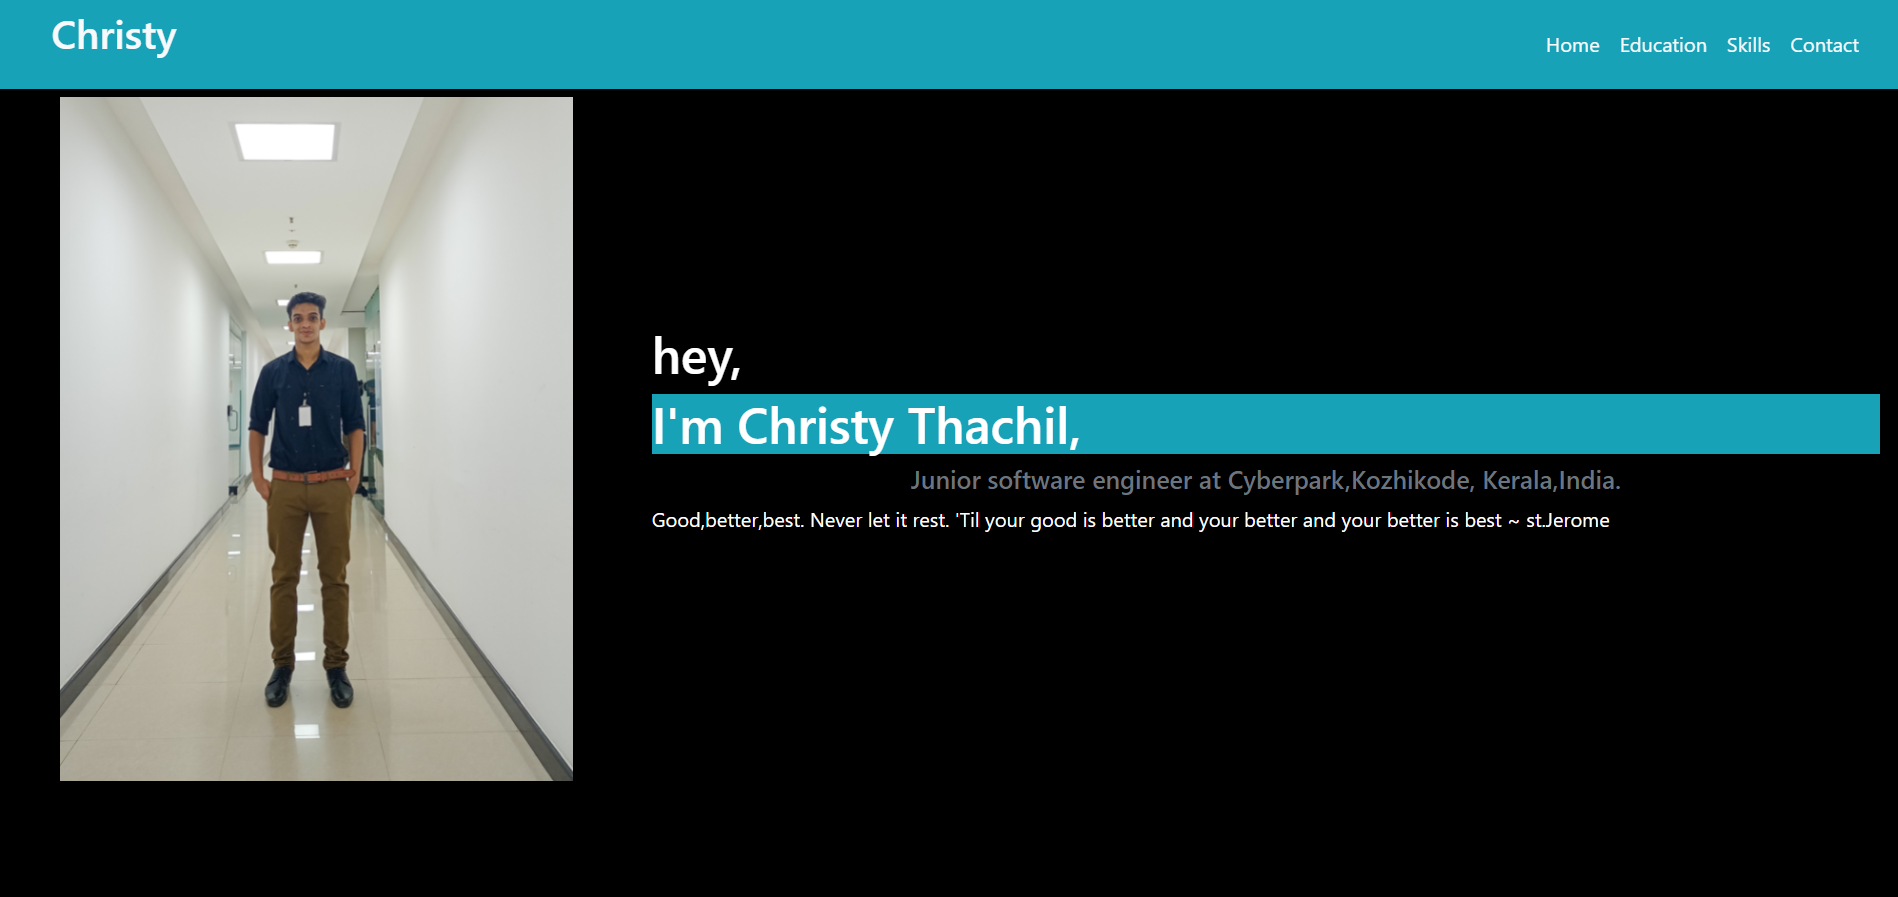 Christy
Home Education Skills Contact
hey,
I'm Christy Thachil,
Junior software engineer at Cyberpark,Kozhikode, Kerala,India.
Good,better,best. Never let it rest. 'Til your good is better and your better and your better is best ~ st.Jerome